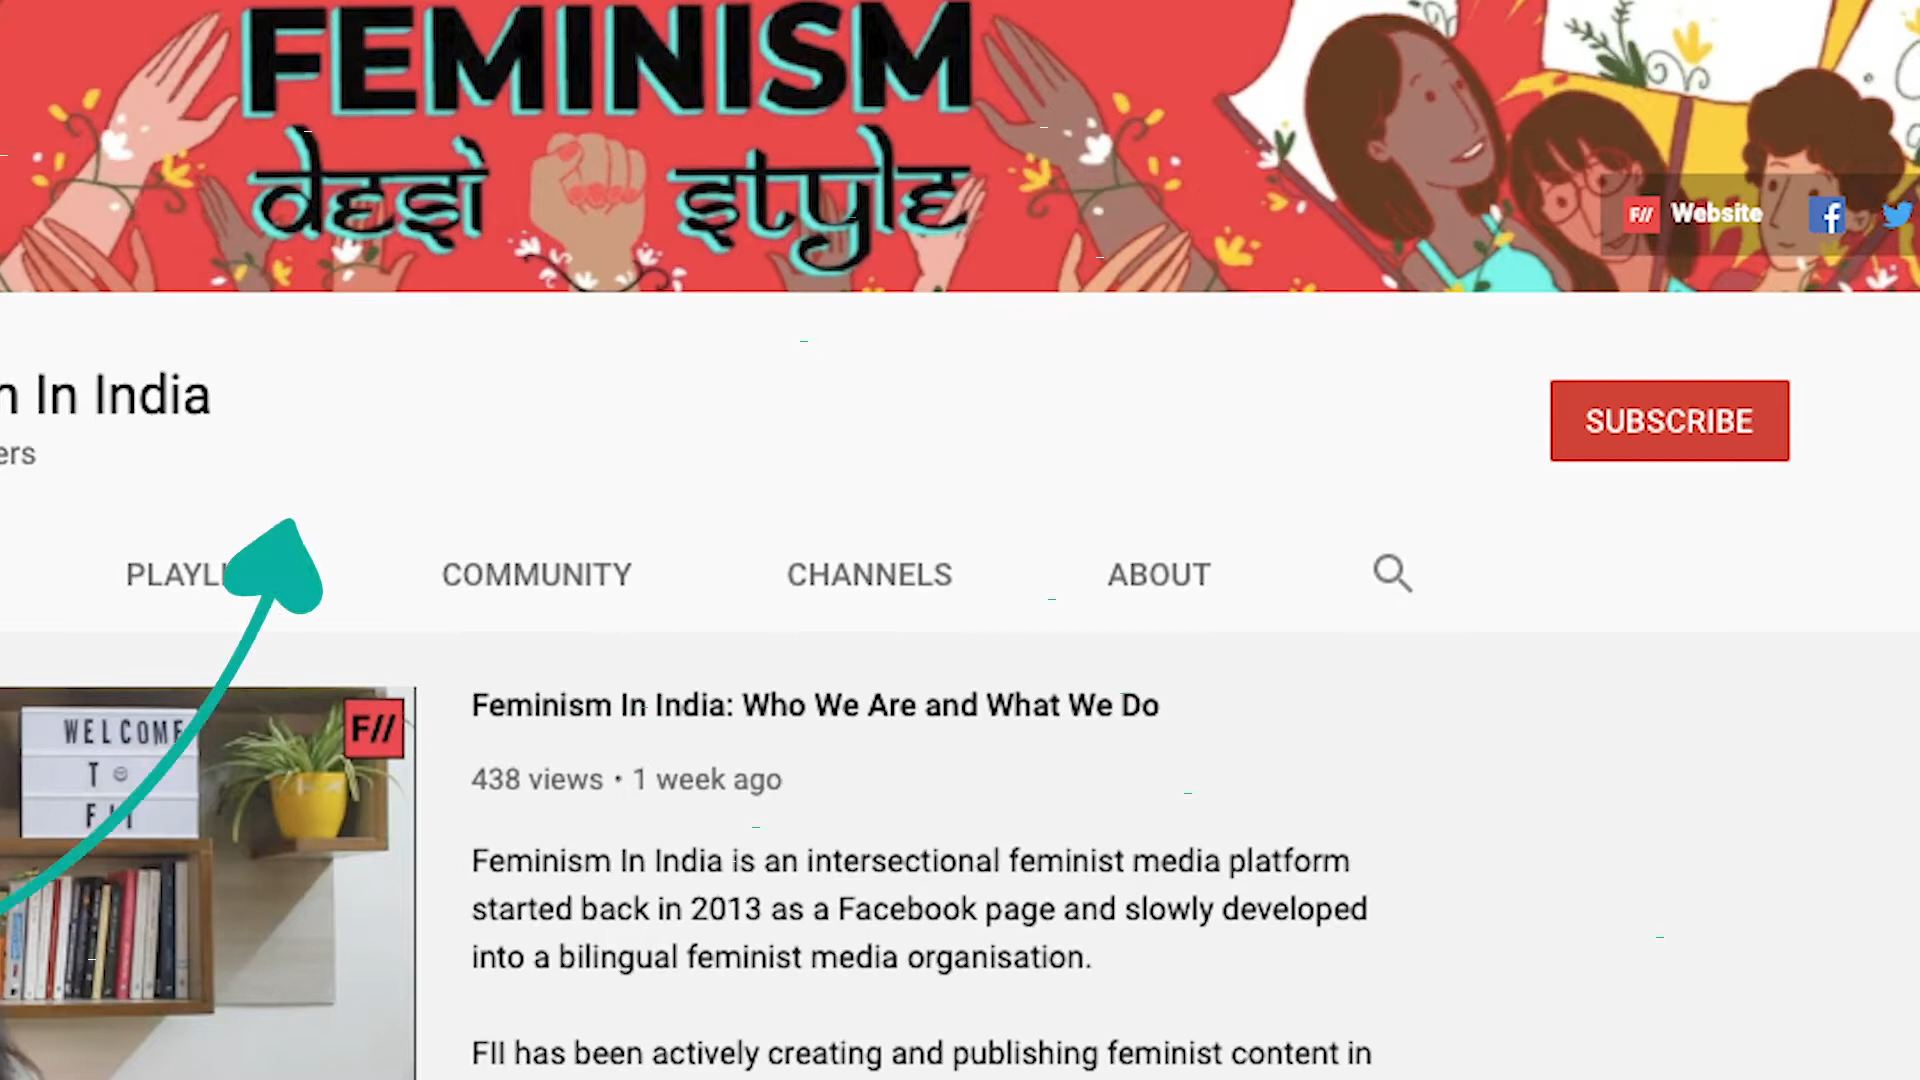 FEMINISM
desi style
F// Website
In India
SUBSCRIBE
COMMUNITY CHANNELS ABOUT
WELCOME
T
FII
F//
Feminism In India: Who We Are and What We Do
438 views • 1 week ago
Feminism In India is an intersectional feminist media platform
started back in 2013 as a Facebook page and slowly developed
into a bilingual feminist media organisation.
FII has been actively creating and publishing feminist content in